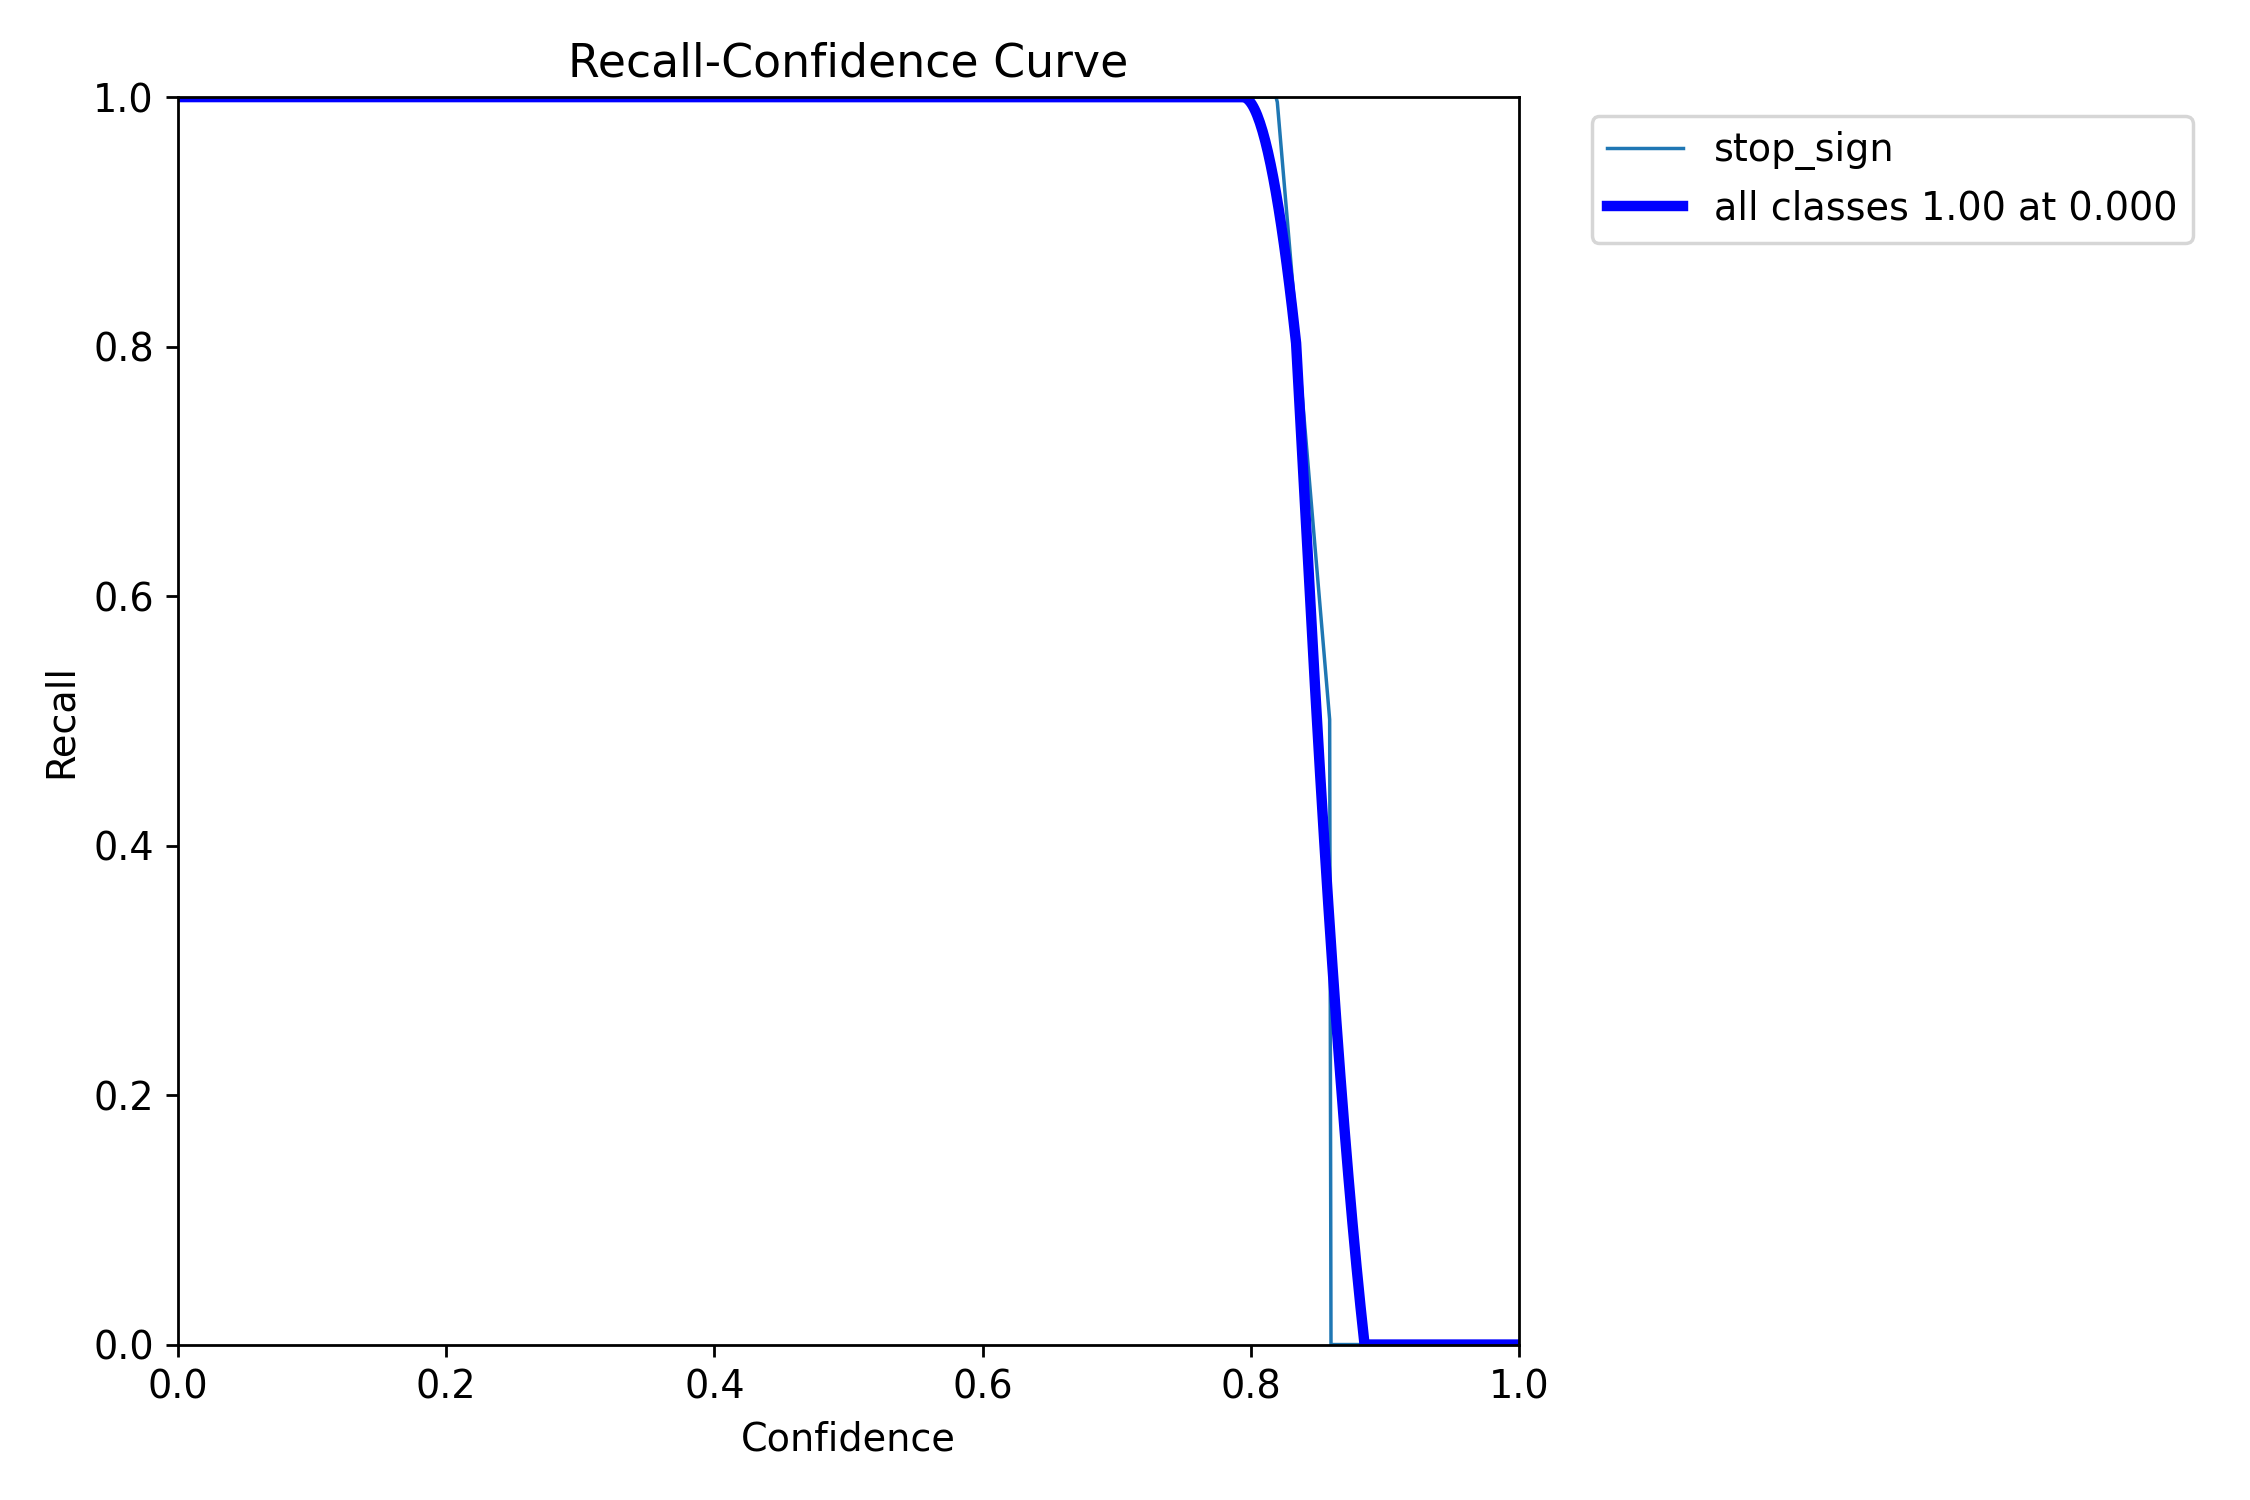 Recall-Confidence Curve
1.0
0.8
0.6
0.4
0.2
0.0
Recall
0.0 0.2 0.4 0.6 0.8 1.0
Confidence
stop_sign
all classes 1.00 at 0.000